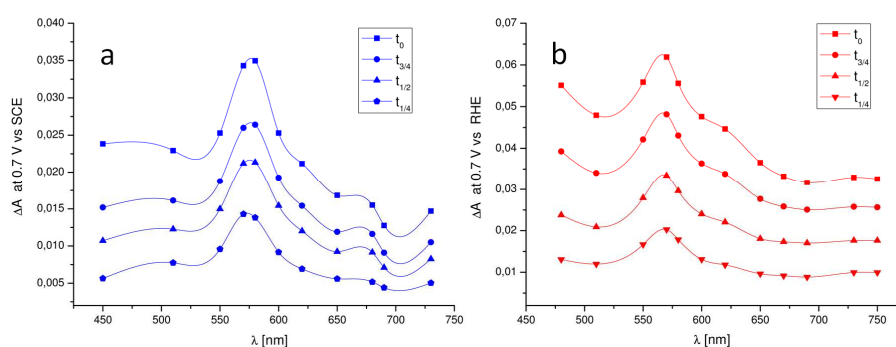 a
ΔA at 0.7 V vs SCE
0,040
0,035
0,030
0,025
0,020
0,015
0,010
0,005
450 500 550 600 650 700 750
λ [nm]
t0
t3/4
t1/2
t1/4
b
ΔA at 0.7 V vs RHE
0,07
0,06
0,05
0,04
0,03
0,02
0,01
450 500 550 600 650 700 750
λ [nm]
t0
t3/4
t1/2
t1/4